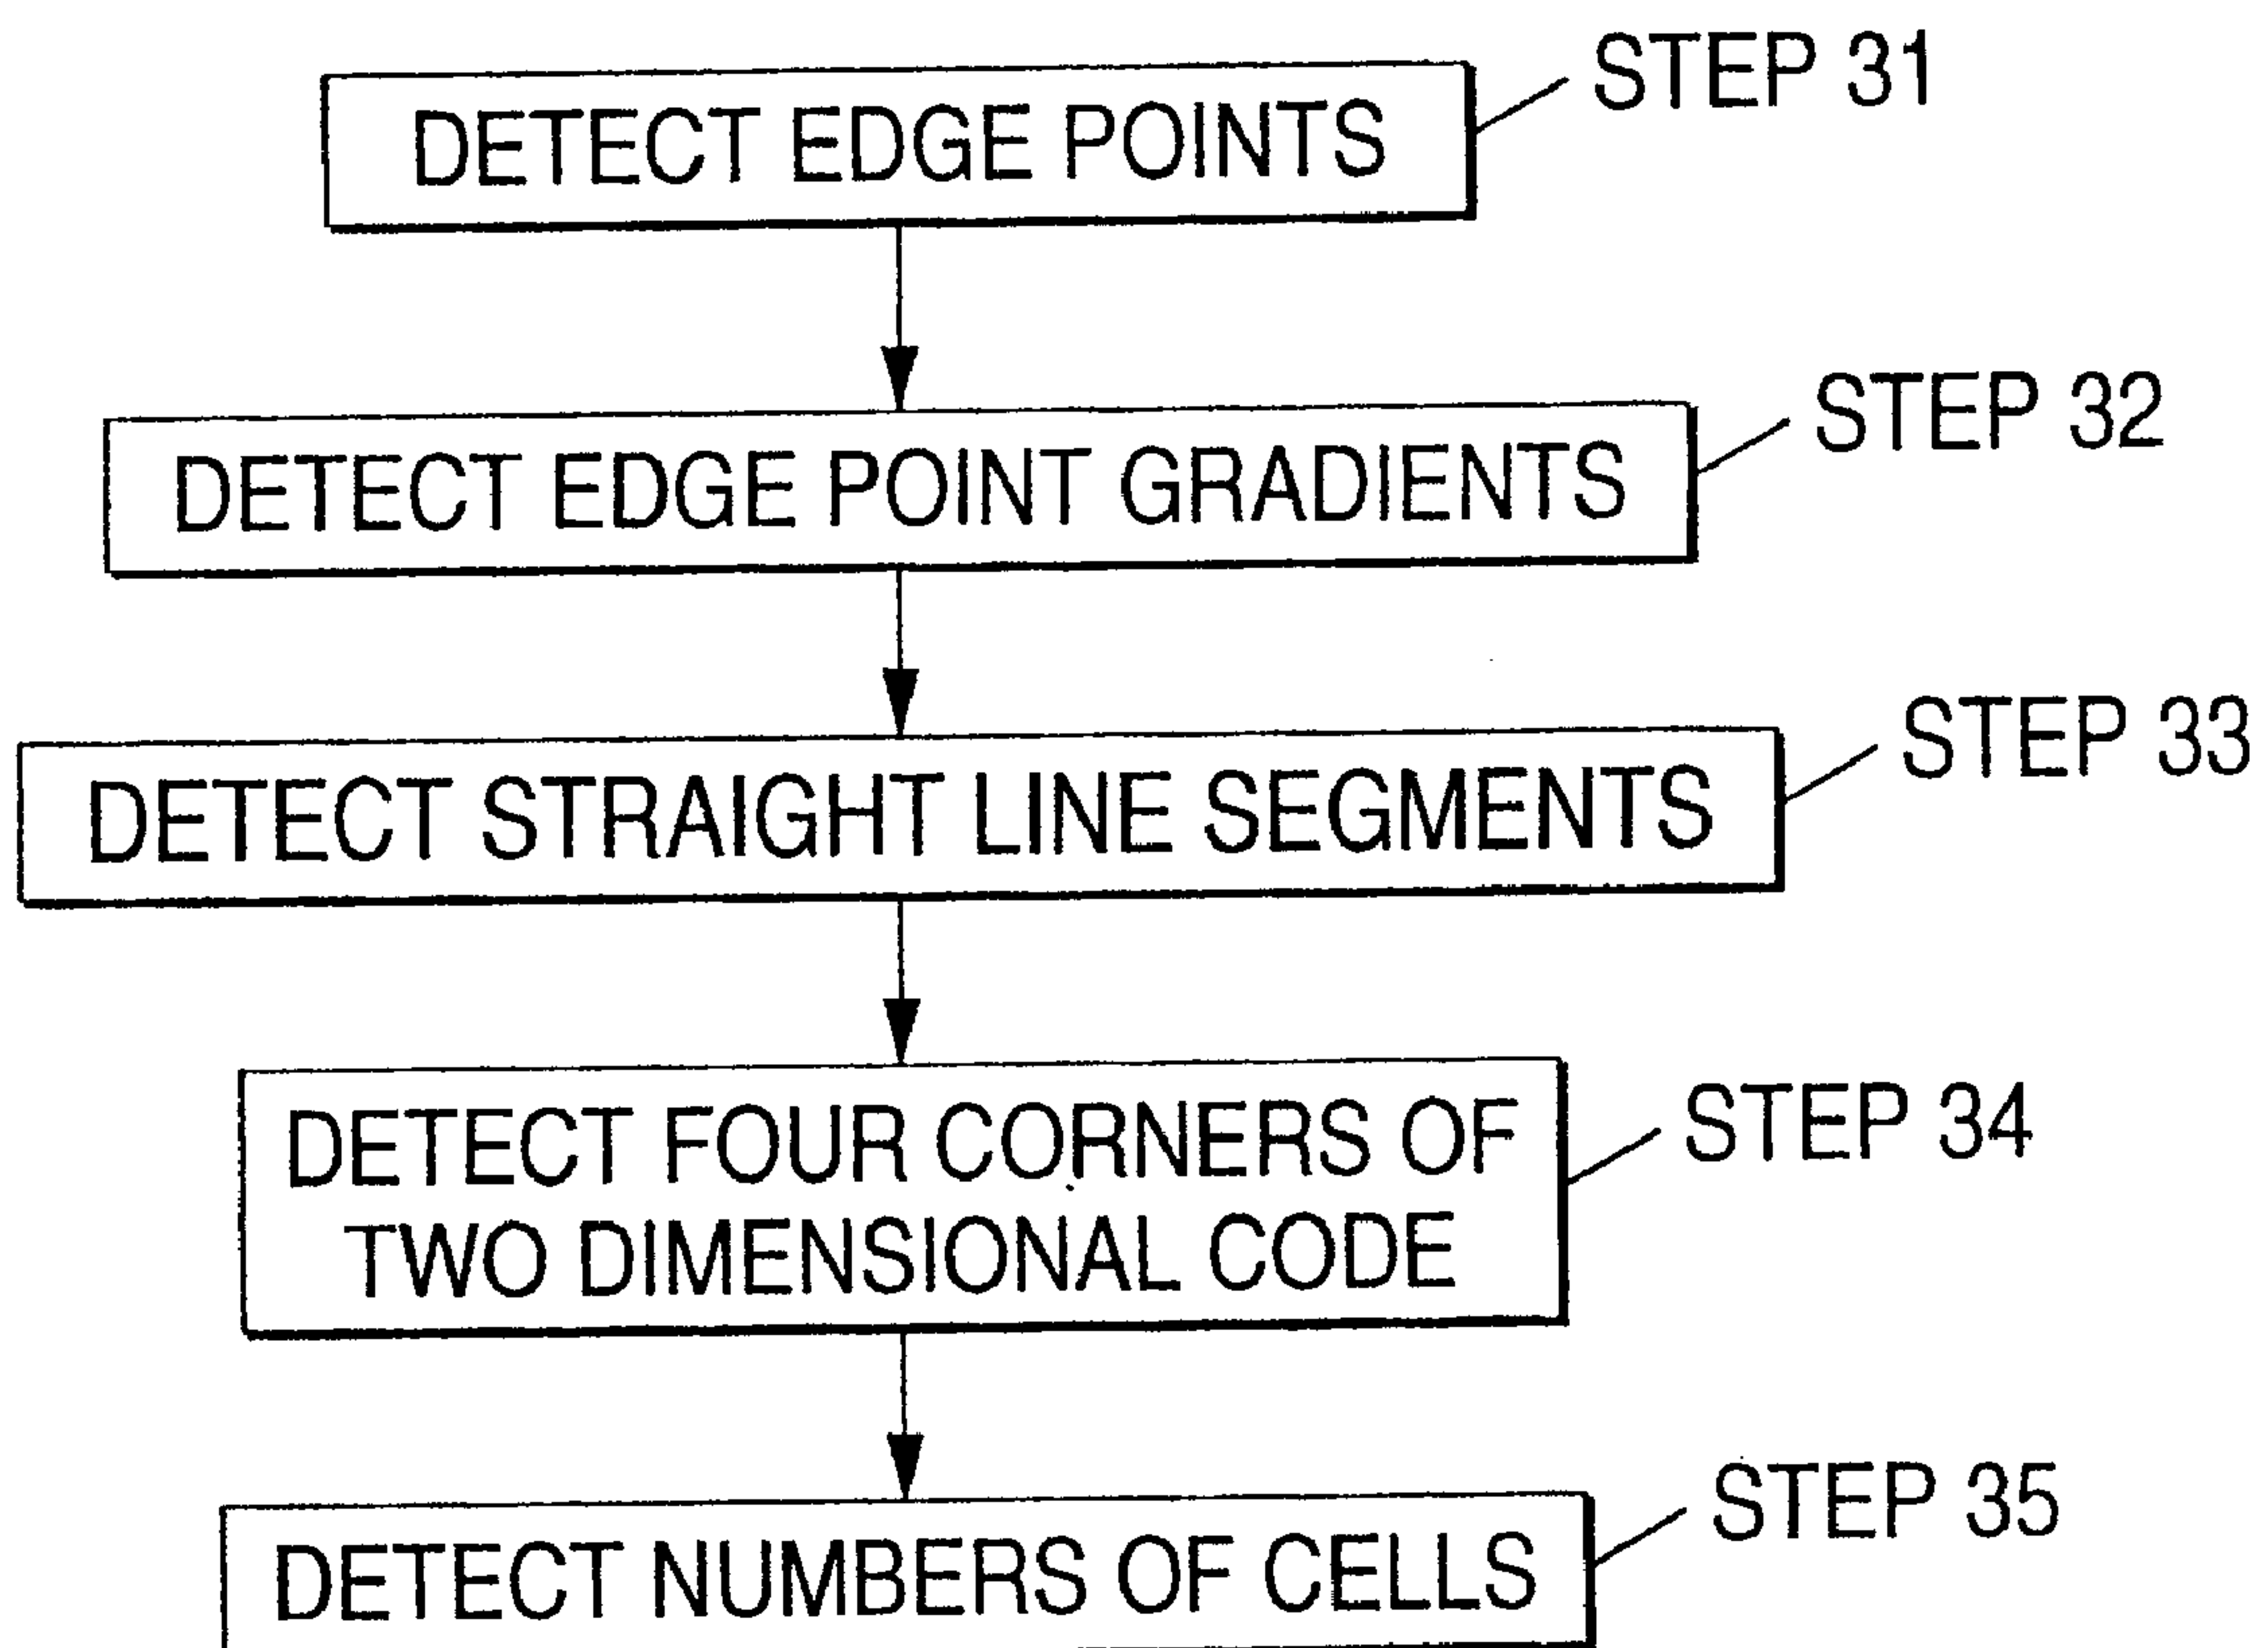 STEP 31
DETECT EDGE POINTS
STEP 32
DETECT EDGE POINT GRADIENTS
STEP 33
DETECT STRAIGHT LINE SEGMENTS
STEP 34
DETECT FOUR CORNERS OF
TWO DIMENSIONAL CODE
STEP 35
DETECT NUMBERS OF CELLS